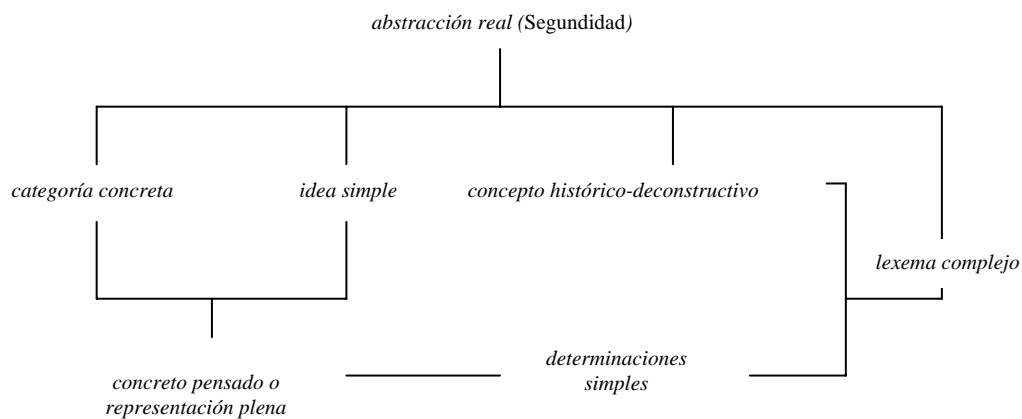 abstracción real (Segundidad)
categoría concreta
idea simple
concepto histórico-deconstructivo
lexema complejo
determinaciones
simples
concreto pensado o
representación plena